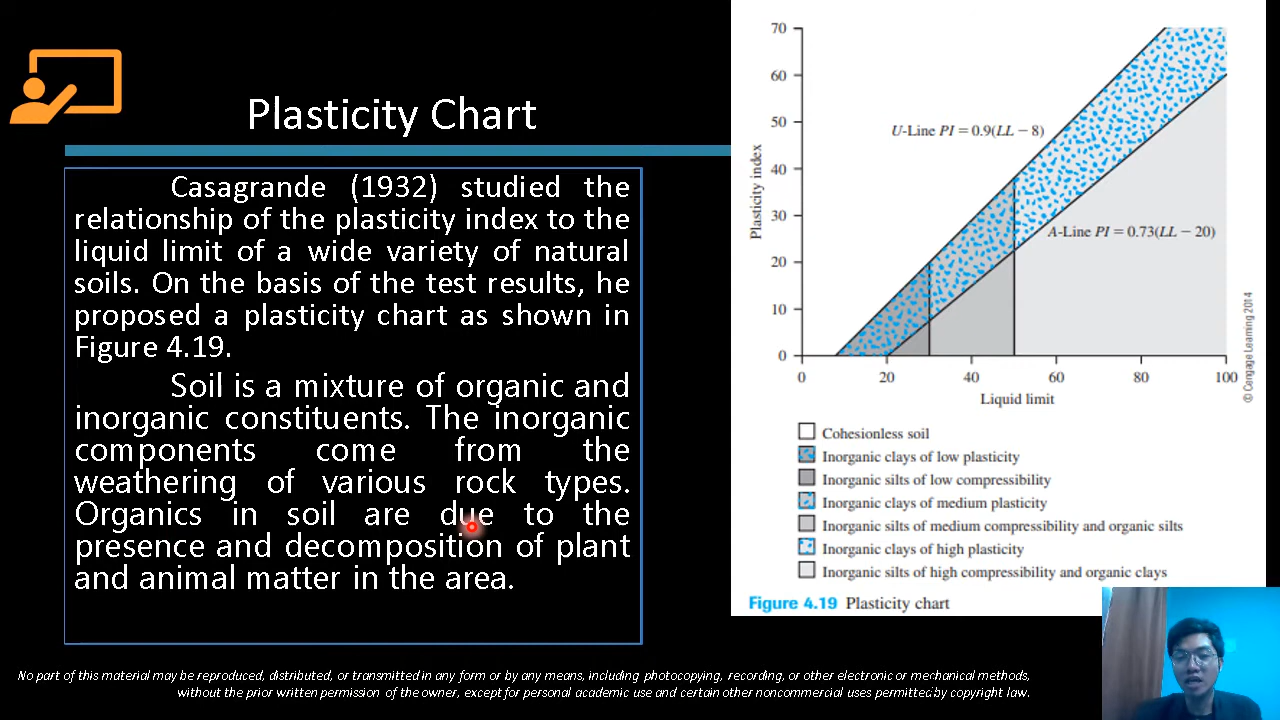 Plasticity Chart
Casagrande (1932) studied the
relationship of the plasticity index to the
liquid limit of a wide variety of natural
soils. On the basis of the test results, he
proposed a plasticity chart as shown in
Figure 4.19.
Soil is a mixture of organic and
inorganic constituents. The inorganic
components come from the
weathering of various rock types.
Organics in soil are due to the
presence and decomposition of plant
and animal matter in the area.
70
60
50
40
30
20
10
0
Plasticity index
U-Line PI = 0.9(LL − 8)
A-Line PI = 0.73(LL − 20)
0 20 40 60 80 100
Liquid limit
© Cengage Learning 2014
Cohesionless soil
Inorganic clays of low plasticity
Inorganic silts of low compressibility
Inorganic clays of medium plasticity
Inorganic silts of medium compressibility and organic silts
Inorganic clays of high plasticity
Inorganic silts of high compressibility and organic clays
Figure 4.19 Plasticity chart
No part of this material may be reproduced, distributed, or transmitted in any form or by any means, including photocopying, recording, or other electronic or mechanical methods,
without the prior written permission of the owner, except for personal academic use and certain other noncommercial uses permitted by copyright law.